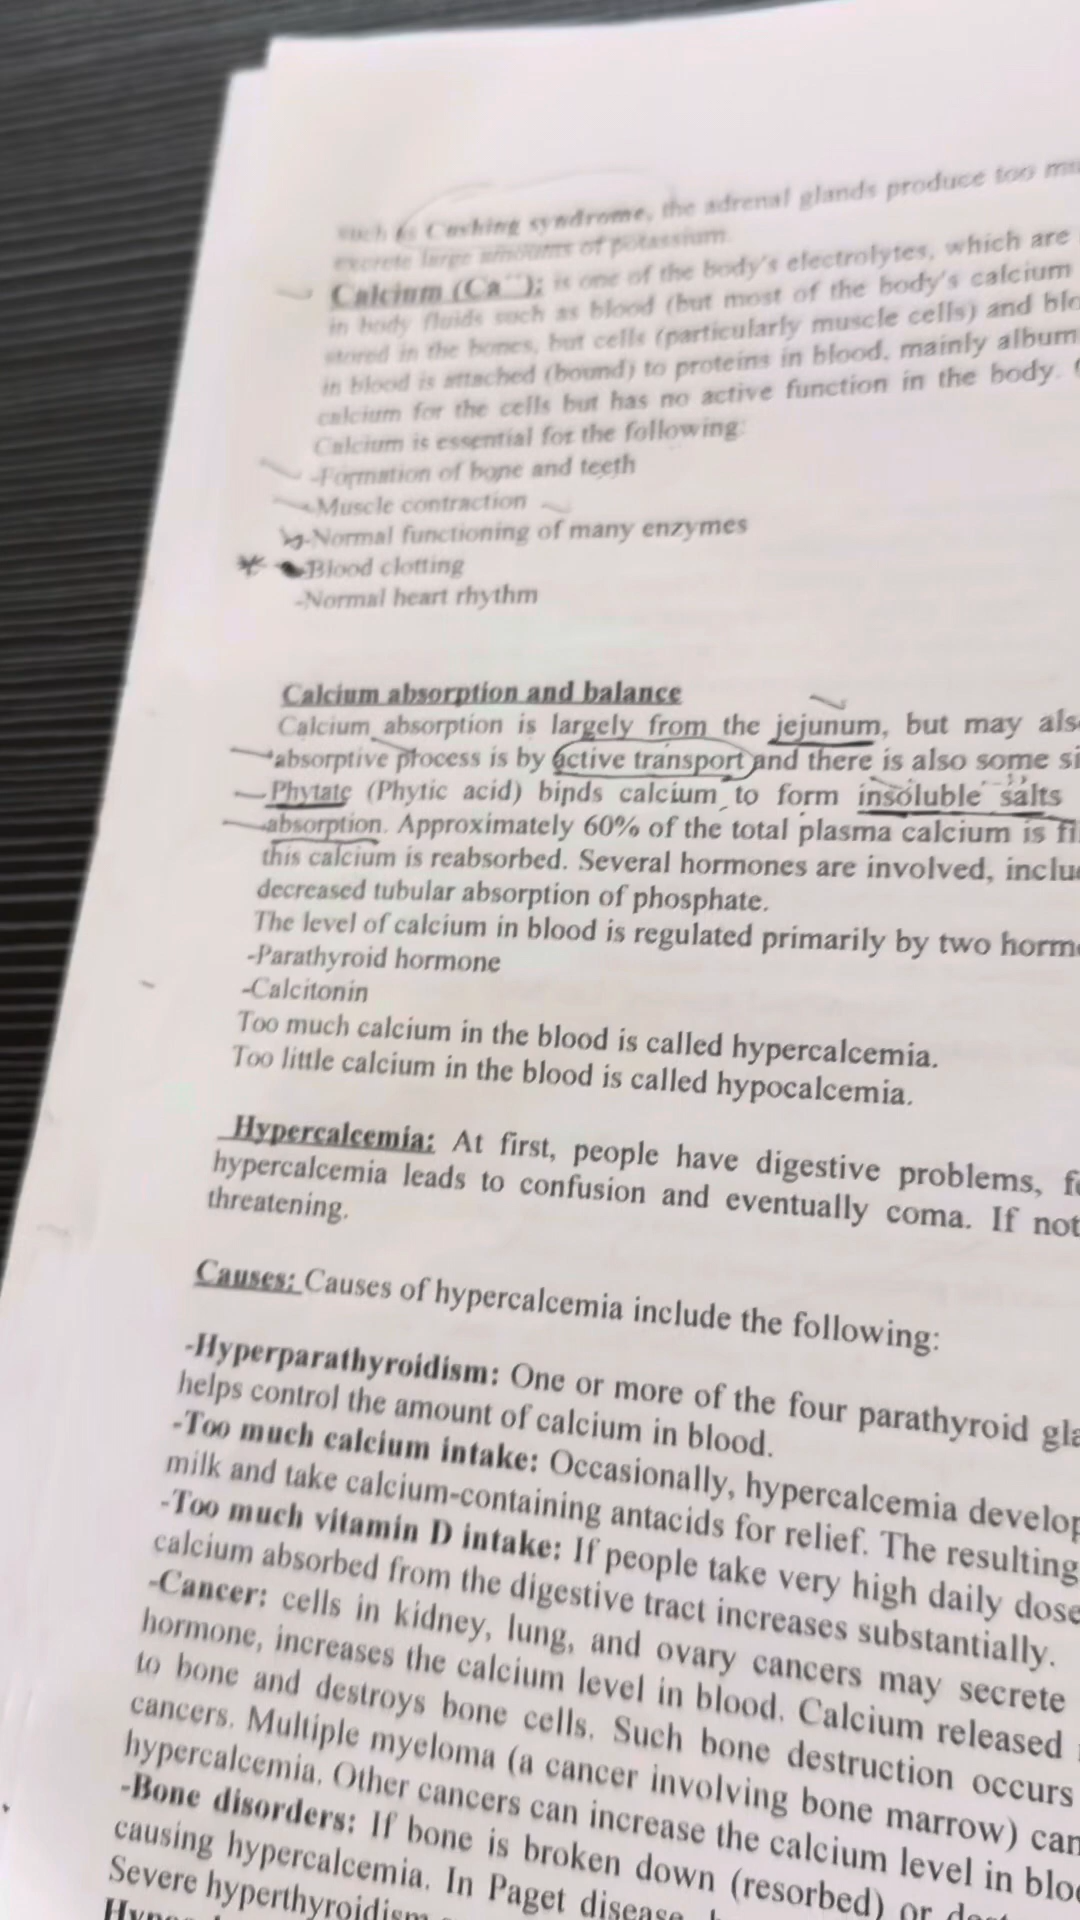 such as Cushing syndrome, the adrenal glands produce too
excrete large amounts of potassium.
Calcium (Ca⁺⁺): is one of the body's electrolytes, which are
in body fluids such as blood (but most of the body's calcium
stored in the bones, but cells (particularly muscle cells) and
in blood is attached (bound) to proteins in blood, mainly
calcium for the cells but has no active function in the body.
Calcium is essential for the following:
-Formation of bone and teeth
-Muscle contraction
-Normal functioning of many enzymes
-Blood clotting
-Normal heart rhythm
Calcium absorption and balance
Calcium absorption is largely from the jejunum, but may
absorptive process is by active transport and there is also some
Phytate (Phytic acid) binds calcium to form insoluble salts
absorption. Approximately 60% of the total plasma calcium is
this calcium is reabsorbed. Several hormones are involved,
decreased tubular absorption of phosphate.
The level of calcium in blood is regulated primarily by two
-Parathyroid hormone
-Calcitonin
Too much calcium in the blood is called hypercalcemia.
Too little calcium in the blood is called hypocalcemia.
Hypercalcemia: At first, people have digestive problems,
hypercalcemia leads to confusion and eventually coma. If not
threatening.
Causes: Causes of hypercalcemia include the following:
-Hyperparathyroidism: One or more of the four parathyroid
helps control the amount of calcium in blood.
-Too much calcium intake: Occasionally, hypercalcemia
milk and take calcium-containing antacids for relief. The resulting
-Too much vitamin D intake: If people take very high daily
calcium absorbed from the digestive tract increases substantially.
-Cancer: cells in kidney, lung, and ovary cancers may secrete
hormone, increases the calcium level in blood. Calcium released
to bone and destroys bone cells. Such bone destruction occurs
cancers. Multiple myeloma (a cancer involving bone marrow) can
hypercalcemia. Other cancers can increase the calcium level in
-Bone disorders: If bone is broken down (resorbed) or
causing hypercalcemia. In Paget disease,
Severe hyperthyroidism